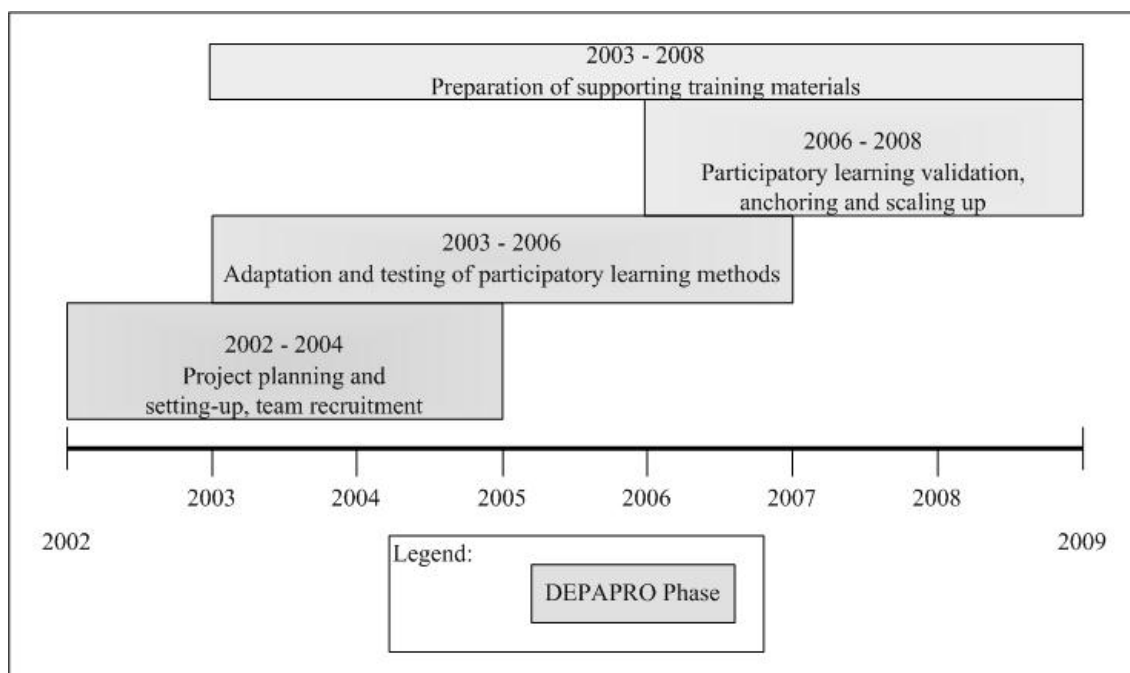 2003 - 2008
Preparation of supporting training materials
2006 - 2008
Participatory learning validation,
anchoring and scaling up
2003 - 2006
Adaptation and testing of participatory learning methods
2002 - 2004
Project planning and
setting-up, team recruitment
2003 2004 2005 2006 2007 2008
2002 2009
Legend:
DEPAPRO Phase